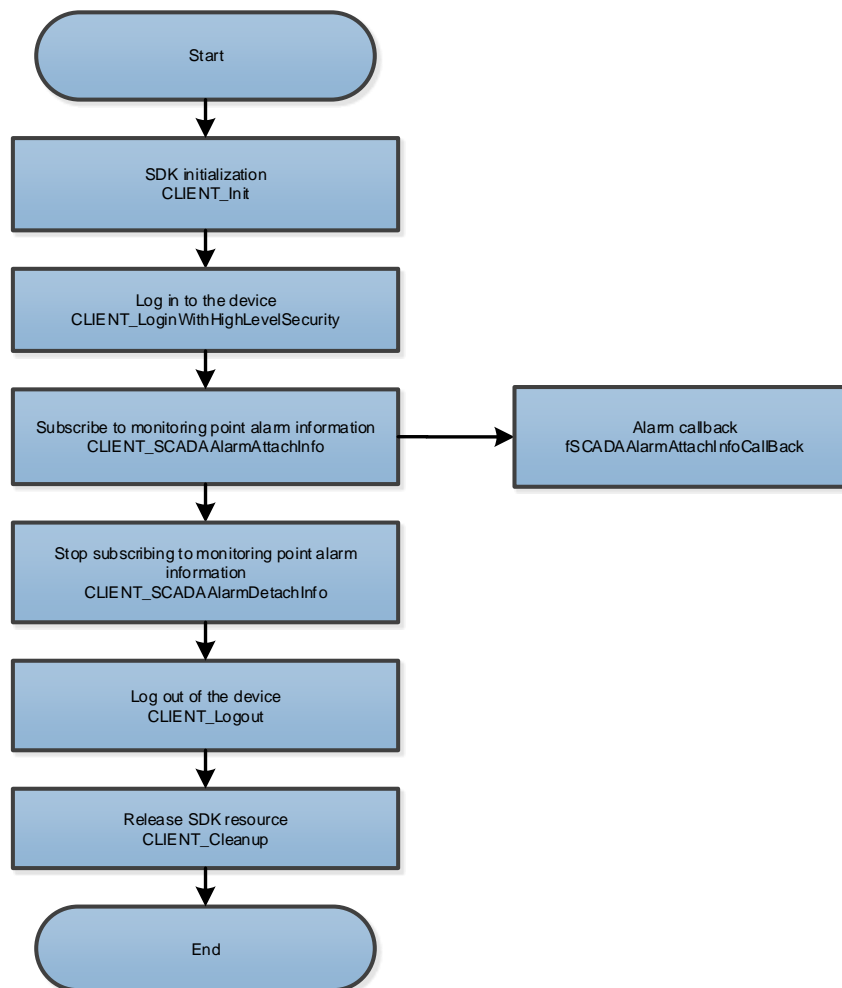 Start
SDK initialization
CLIENT_Init
Log in to the device
CLIENT_LoginWithHighLevelSecurity
Subscribe to monitoring point alarm information
CLIENT_SCADAAlarmAttachInfo
Alarm callback
fSCADAAlarmAttachInfoCallBack
Stop subscribing to monitoring point alarm
information
CLIENT_SCADAAlarmDetachInfo
Log out of the device
CLIENT_Logout
Release SDK resource
CLIENT_Cleanup
End